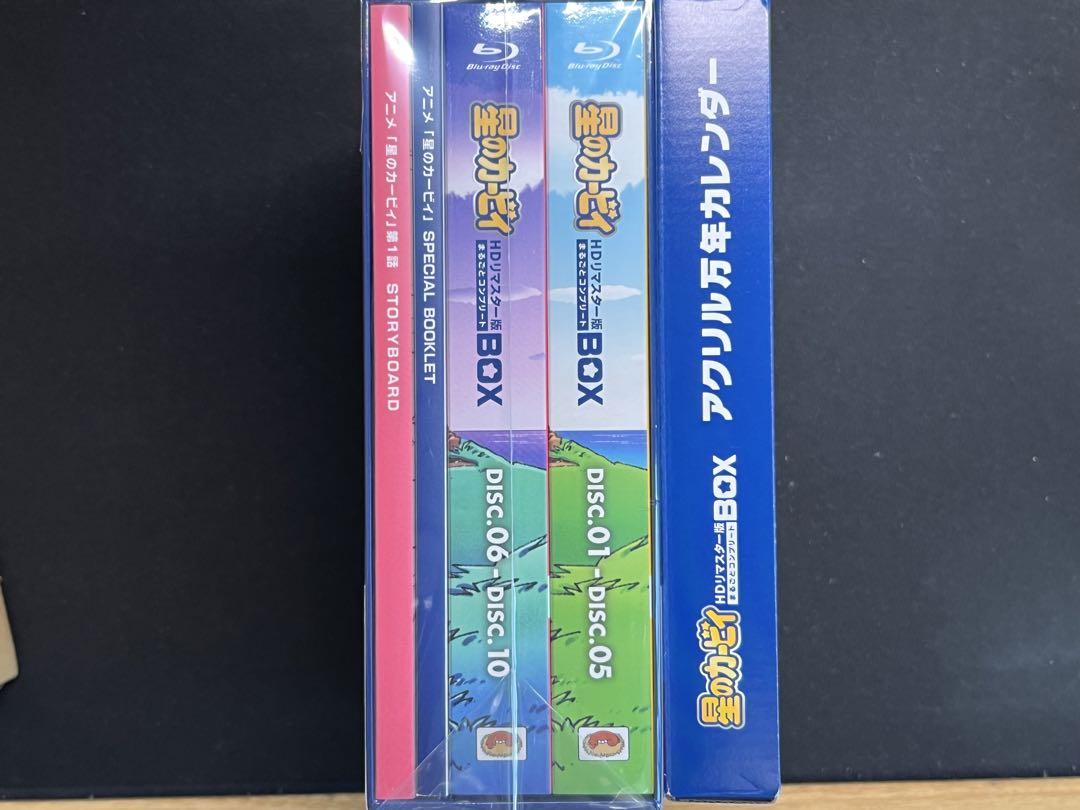 アニメ「星のカービィ」第1話 STORYBOARD
アニメ「星のカービィ」 SPECIAL BOOKLET
Blu-ray Disc
星のカービィ
HDリマスター版
まるごとコンプリート
BOX
DISC.06-DISC.10
Blu-ray Disc
星のカービィ
HDリマスター版
まるごとコンプリート
BOX
DISC.01-DISC.05
星のカービィ
HDリマスター版
まるごとコンプリート
BOX
アクリル万年カレンダー